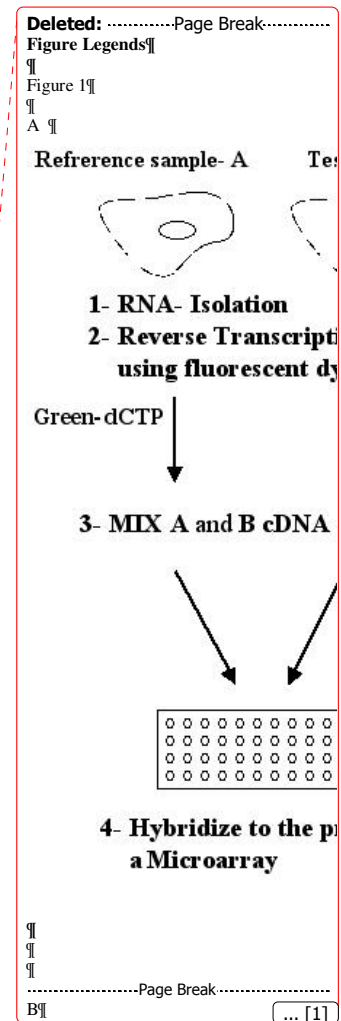 Deleted: Page Break
Figure Legends¶
¶
Figure 1¶
¶
A ¶
Refrerence sample- A Tes
1- RNA- Isolation
2- Reverse Transcripti
using fluorescent dy
Green-dCTP
3- MIX A and B cDNA
4- Hybridize to the pr
a Microarray
¶
¶
¶
Page Break
B¶ ... [1]